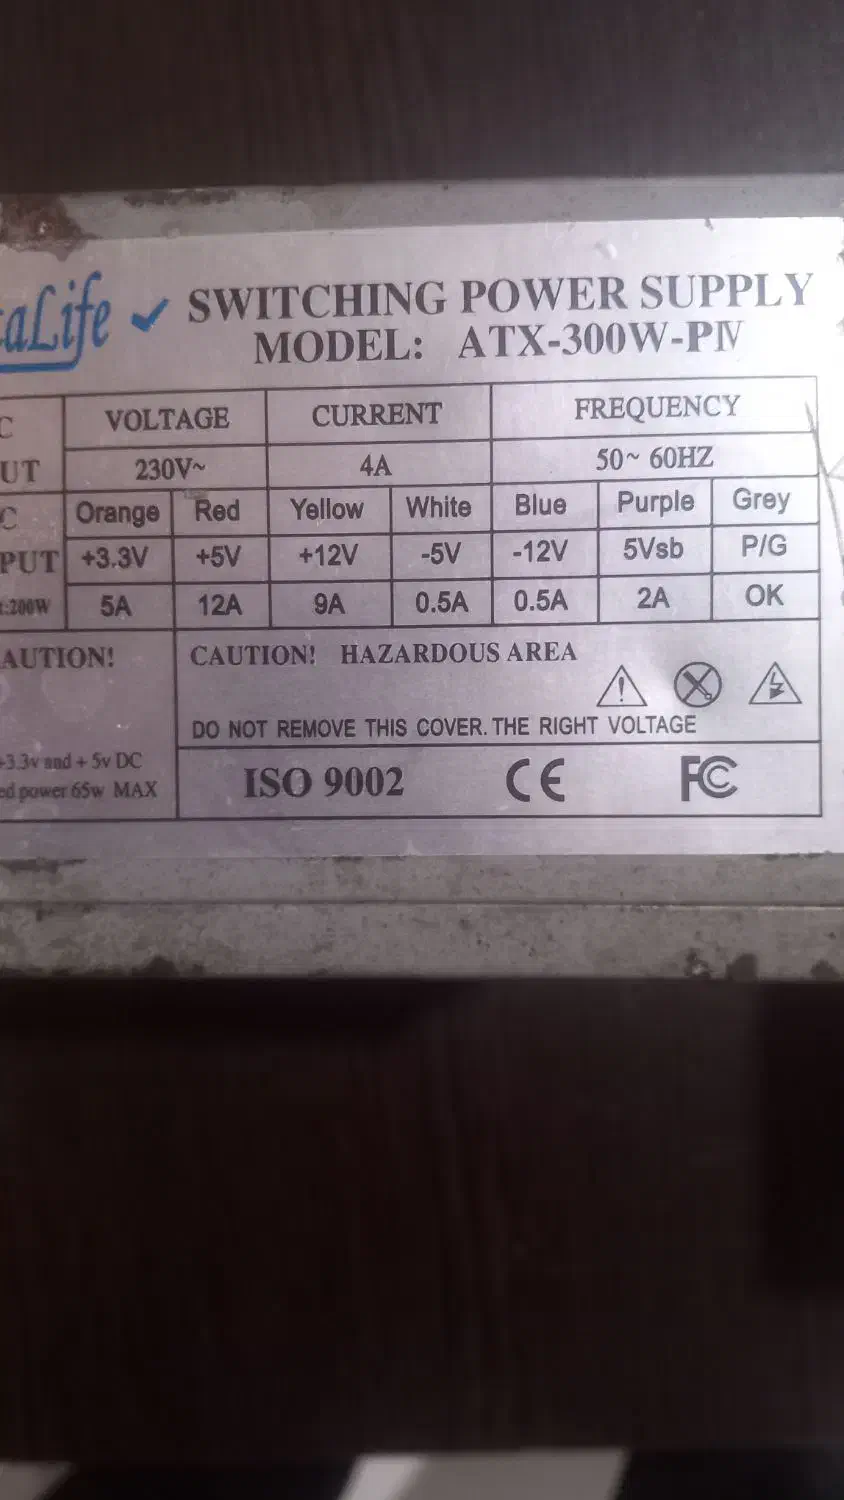 aLife SWITCHING POWER SUPPLY
MODEL: ATX-300W-PIV
C VOLTAGE CURRENT FREQUENCY
UT 230V~ 4A 50~ 60HZ
C Orange Red Yellow White Blue Purple Grey
PUT +3.3V +5V +12V -5V -12V 5Vsb P/G
:200W 5A 12A 9A 0.5A 0.5A 2A OK
AUTION! CAUTION! HAZARDOUS AREA
DO NOT REMOVE THIS COVER. THE RIGHT VOLTAGE
+3.3v and + 5v DC
ed power 65w MAX
ISO 9002 CE FC